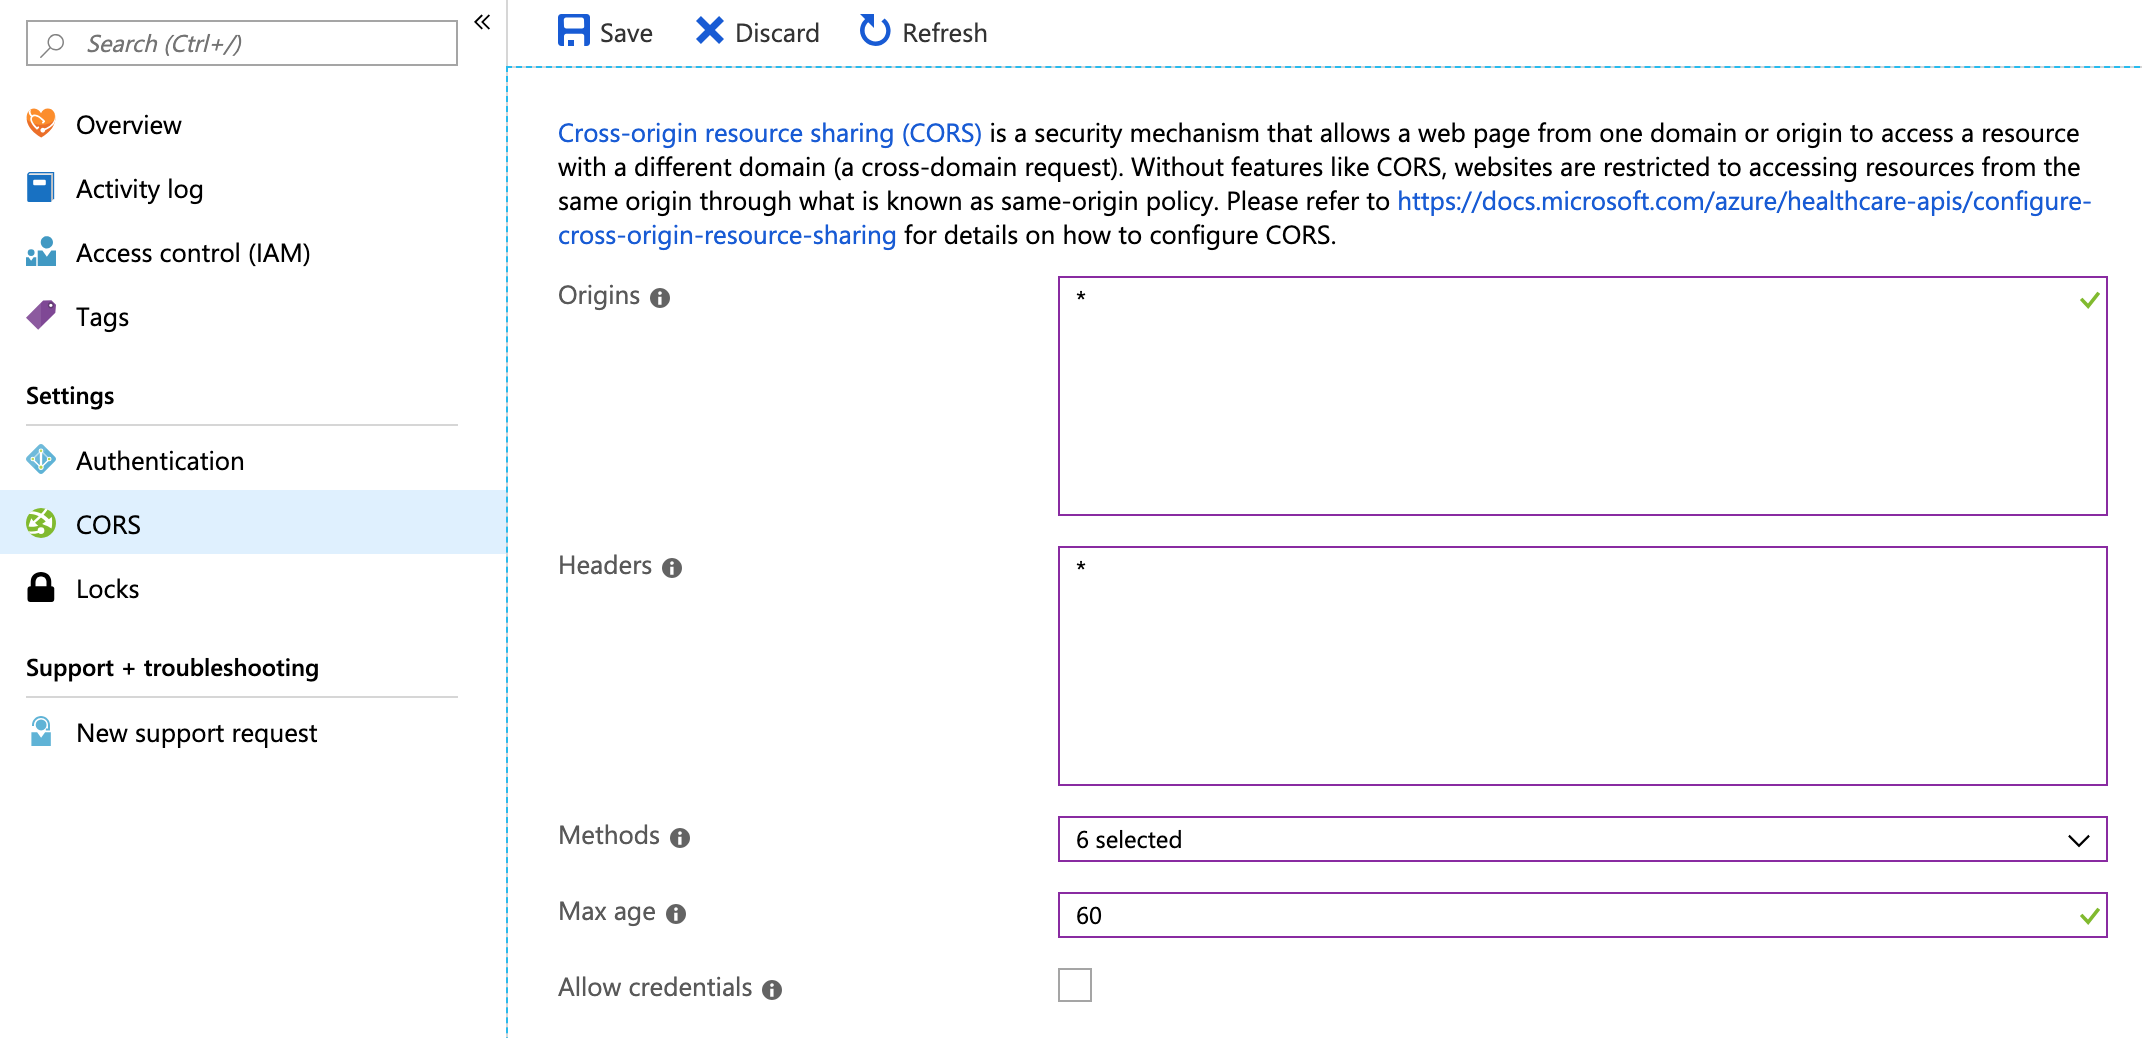 Search (Ctrl+/)
«
Overview
Activity log
Access control (IAM)
Tags
Settings
Authentication
CORS
Locks
Support + troubleshooting
New support request
Save Discard Refresh
Cross-origin resource sharing (CORS) is a security mechanism that allows a web page from one domain or origin to access a resource
with a different domain (a cross-domain request). Without features like CORS, websites are restricted to accessing resources from the
same origin through what is known as same-origin policy. Please refer to https://docs.microsoft.com/azure/healthcare-apis/configure-
cross-origin-resource-sharing for details on how to configure CORS.
Origins
*
Headers
*
Methods
6 selected
Max age
60
Allow credentials